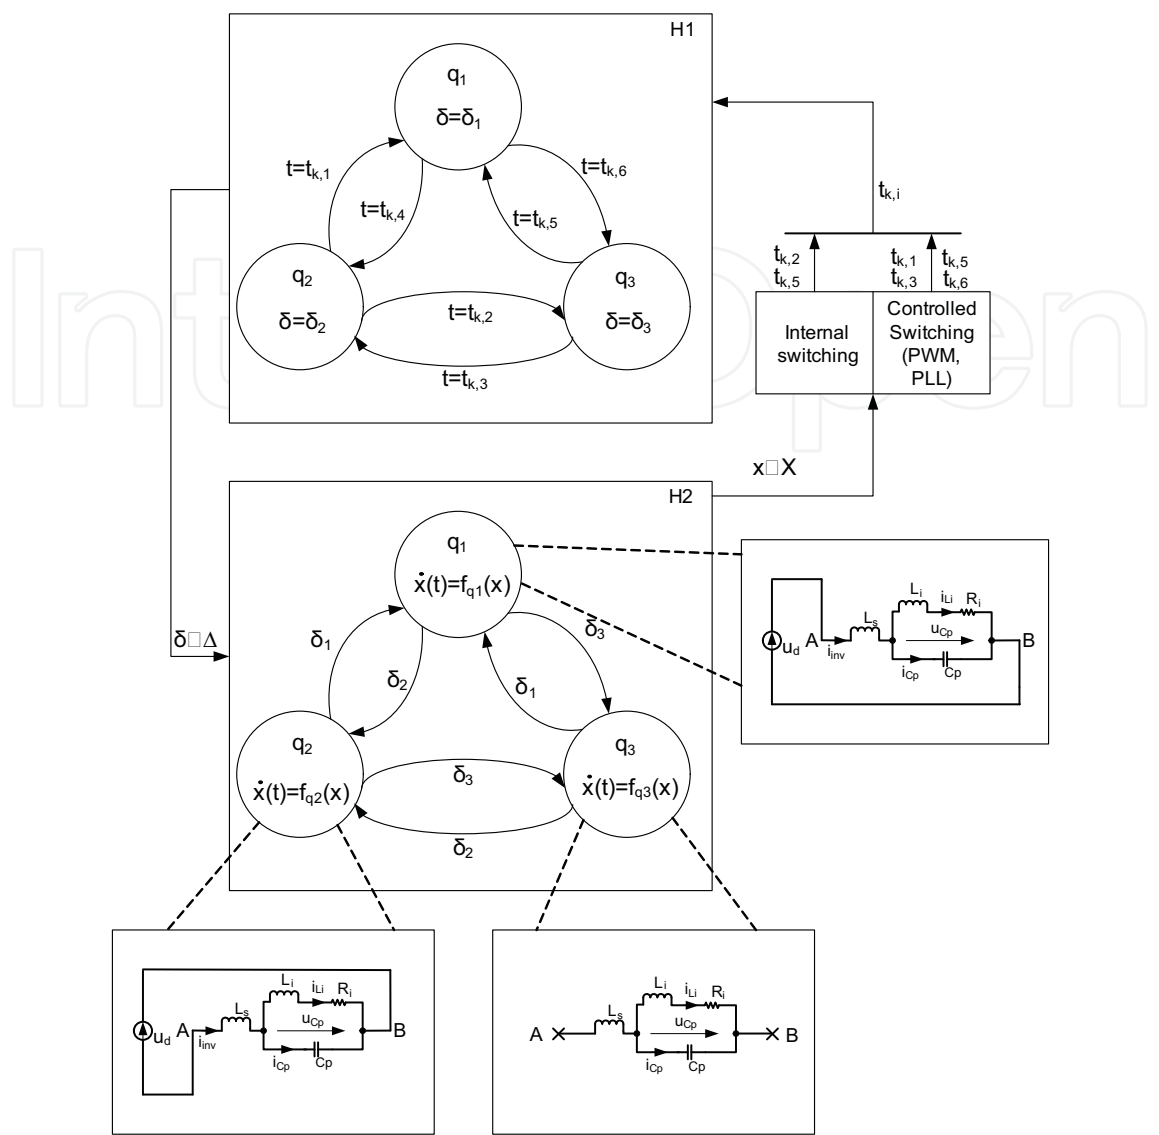 H1
q1
δ=δ1
t=tk,1
t=tk,6
t=tk,4
t=tk,5
q2
δ=δ2
q3
δ=δ3
t=tk,2
t=tk,3
tk,i
tk,2
tk,5
tk,1
tk,3
tk,5
tk,6
Internal
switching
Controlled
Switching
(PWM,
PLL)
x□X
δ□Δ
H2
q1
ẋ(t)=fq1(x)
δ1
δ3
δ2
δ1
q2
ẋ(t)=fq2(x)
q3
ẋ(t)=fq3(x)
δ3
δ2
Li
iLi
Ri
Ls
uCp
ud
A
iinv
B
iCp
Cp
Li
iLi
Ri
Ls
uCp
ud
A
iinv
B
iCp
Cp
Li
iLi
Ri
Ls
uCp
A
B
iCp
Cp